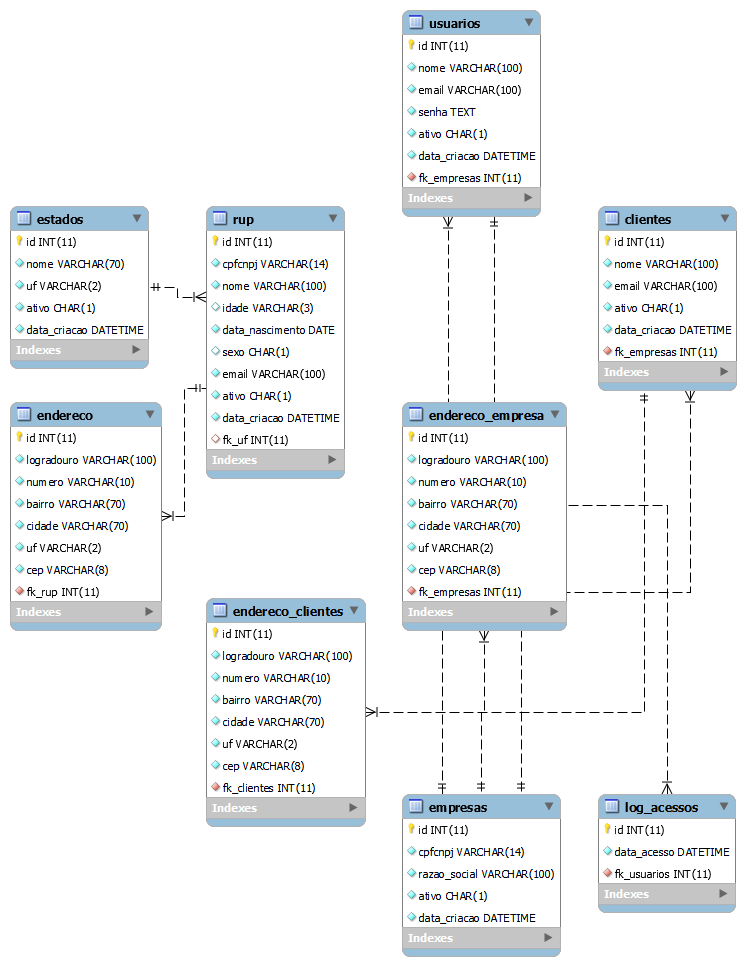 usuarios
id INT(11)
nome VARCHAR(100)
email VARCHAR(100)
senha TEXT
ativo CHAR(1)
data_criacao DATETIME
fk_empresas INT(11)
Indexes
estados
id INT(11)
nome VARCHAR(70)
uf VARCHAR(2)
ativo CHAR(1)
data_criacao DATETIME
Indexes
rup
id INT(11)
cpfcnpj VARCHAR(14)
nome VARCHAR(100)
idade VARCHAR(3)
data_nascimento DATE
sexo CHAR(1)
email VARCHAR(100)
ativo CHAR(1)
data_criacao DATETIME
fk_uf INT(11)
Indexes
clientes
id INT(11)
nome VARCHAR(100)
email VARCHAR(100)
ativo CHAR(1)
data_criacao DATETIME
fk_empresas INT(11)
Indexes
endereco
id INT(11)
logradouro VARCHAR(100)
numero VARCHAR(10)
bairro VARCHAR(70)
cidade VARCHAR(70)
uf VARCHAR(2)
cep VARCHAR(8)
fk_rup INT(11)
Indexes
endereco_empresa
id INT(11)
logradouro VARCHAR(100)
numero VARCHAR(10)
bairro VARCHAR(70)
cidade VARCHAR(70)
uf VARCHAR(2)
cep VARCHAR(8)
fk_empresas INT(11)
Indexes
endereco_clientes
id INT(11)
logradouro VARCHAR(100)
numero VARCHAR(10)
bairro VARCHAR(70)
cidade VARCHAR(70)
uf VARCHAR(2)
cep VARCHAR(8)
fk_clientes INT(11)
Indexes
empresas
id INT(11)
cpfcnpj VARCHAR(14)
razao_social VARCHAR(100)
ativo CHAR(1)
data_criacao DATETIME
Indexes
log_acessos
id INT(11)
data_acesso DATETIME
fk_usuarios INT(11)
Indexes